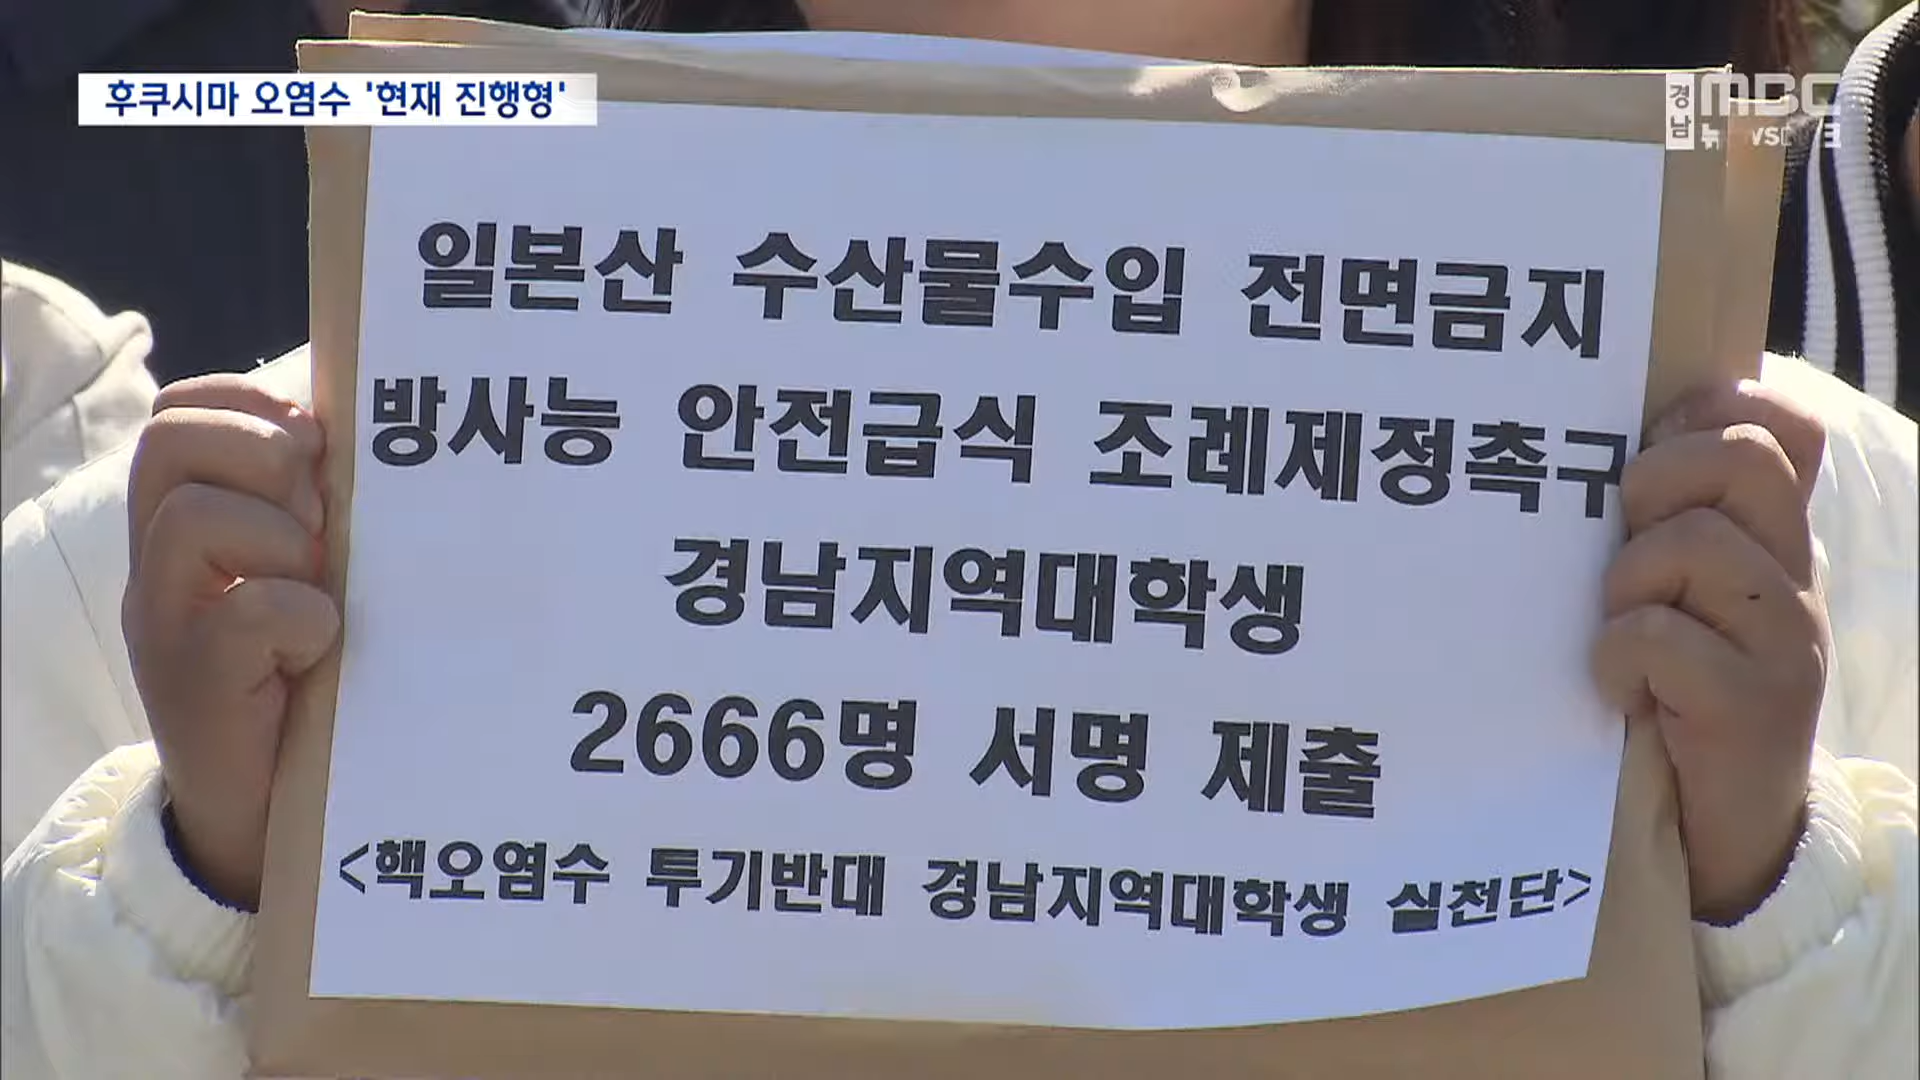 후쿠시마 오염수 '현재 진행형'
경남 MBC
일본산 수산물수입 전면금지
방사능 안전급식 조례제정촉구
경남지역대학생
2666명 서명 제출
<핵오염수 투기반대 경남지역대학생 실천단>